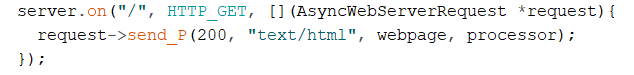 server.on("/", HTTP_GET, [](AsyncWebServerRequest *request){
  request->send_P(200, "text/html", webpage, processor);
});